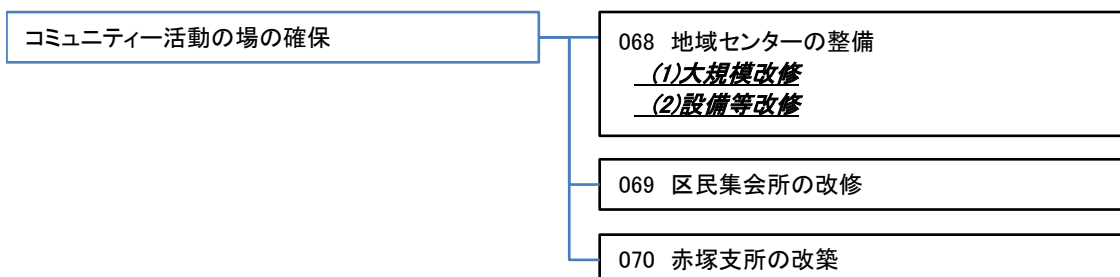 コミュニティー活動の場の確保
068 地域センターの整備
(1)大規模改修
(2)設備等改修
069 区民集会所の改修
070 赤塚支所の改築